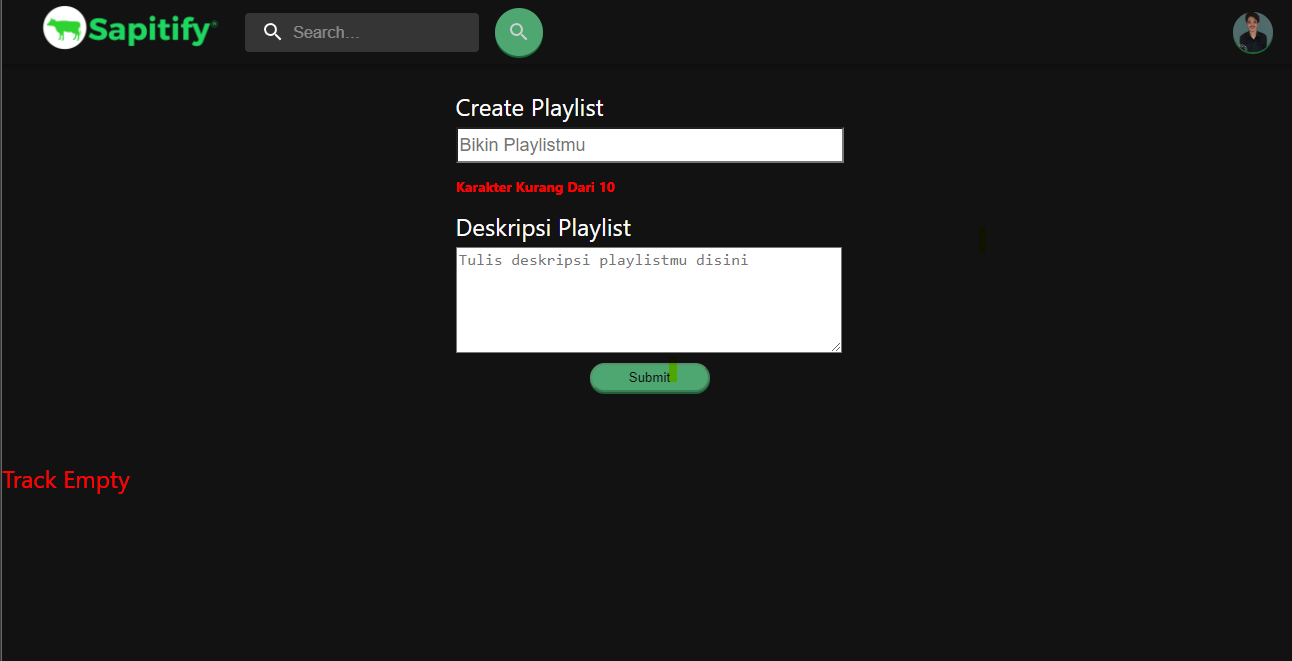 Sapitify
Search...
Create Playlist
Bikin Playlistmu
Karakter Kurang Dari 10
Deskripsi Playlist
Tulis deskripsi playlistmu disini
Submit
Track Empty